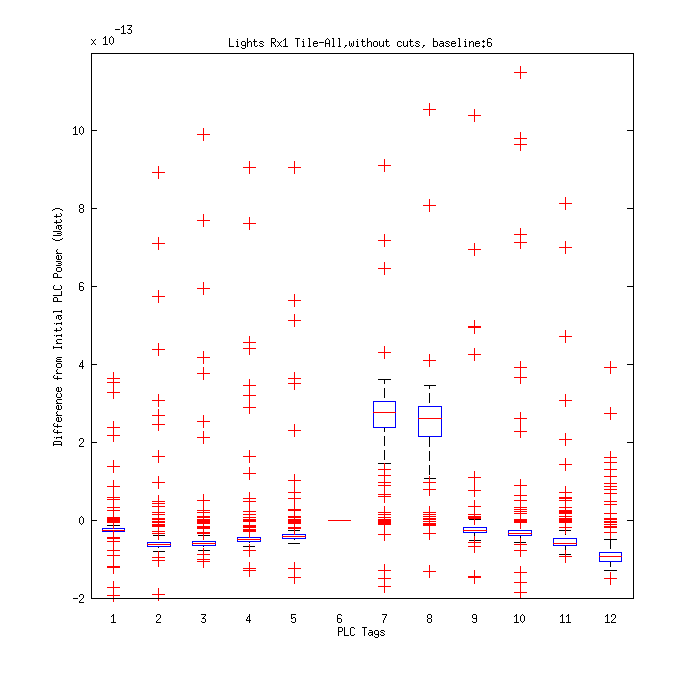 x 10
-13
Lights Rx1 Tile-All,without cuts, baseline:6
10
8
6
4
2
0
-2
Difference from Initial PLC Power (Watt)
1 2 3 4 5 6 7 8 9 10 11 12
PLC Tags